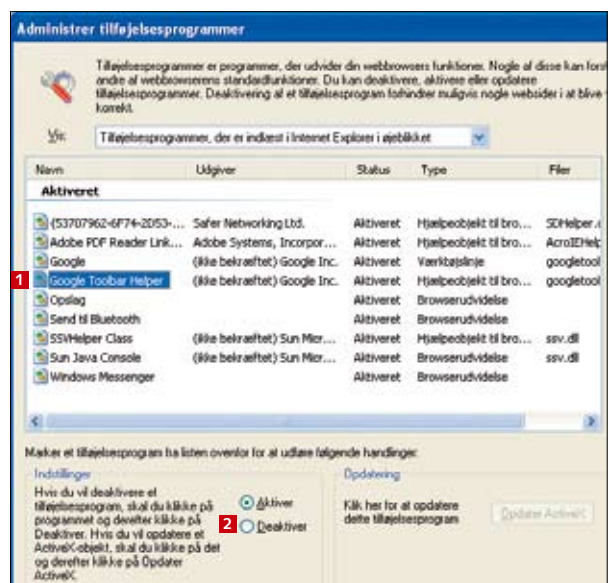 Administrer tilføjelsesprogrammer
Tilføjelsesprogrammer er programmer, der udvider din webbrowsers funktioner. Nogle af disse kan forst
andre af webbrowserens standardfunktioner. Du kan deaktivere, aktivere eller opdatere
tilføjelsesprogrammer. Deaktivering af et tilføjelsesprogram forhindrer muligvis nogle websider i at blive
korrekt.
Vis: Tilføjelsesprogrammer, der er indlæst i Internet Explorer i øjeblikket
Navn Udgiver Status Type Filer
Aktiveret
{53707962-6F74-2D53-... Safer Networking Ltd. Aktiveret Hjælpeobjekt til bro... SDHelper.d
Adobe PDF Reader Link... Adobe Systems, Incorpor... Aktiveret Hjælpeobjekt til bro... AcroIEHelp
Google (ikke bekræftet) Google Inc. Aktiveret Værktøjslinje googletool
1 Google Toolbar Helper (ikke bekræftet) Google Inc. Aktiveret Hjælpeobjekt til bro... googletool
Opslag Aktiveret Browserudvidelse
Send til Bluetooth Aktiveret Browserudvidelse
SSVHelper Class (ikke bekræftet) Sun Micr... Aktiveret Hjælpeobjekt til bro... ssv.dll
Sun Java Console (ikke bekræftet) Sun Micr... Aktiveret Browserudvidelse ssv.dll
Windows Messenger Aktiveret Browserudvidelse
Marker et tilføjelsesprogram fra listen ovenfor for at udføre følgende handlinger:
Indstillinger
Hvis du vil deaktivere et
tilføjelsesprogram, skal du klikke på
programmet og derefter klikke på
Deaktiver. Hvis du vil opdatere et
ActiveX-objekt, skal du klikke på det
og derefter klikke på Opdater
ActiveX.
Aktiver
2 Deaktiver
Opdatering
Klik her for at opdatere
dette tilføjelsesprogram
Opdater ActiveX